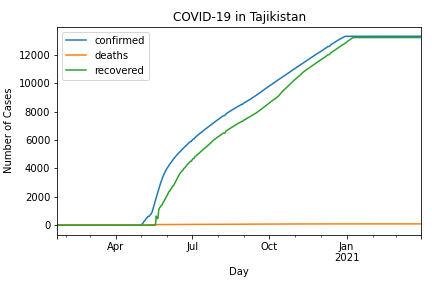 COVID-19 in Tajikistan
confirmed
deaths
recovered
Number of Cases
12000
10000
8000
6000
4000
2000
0
Apr
Jul
Oct
Jan
2021
Day